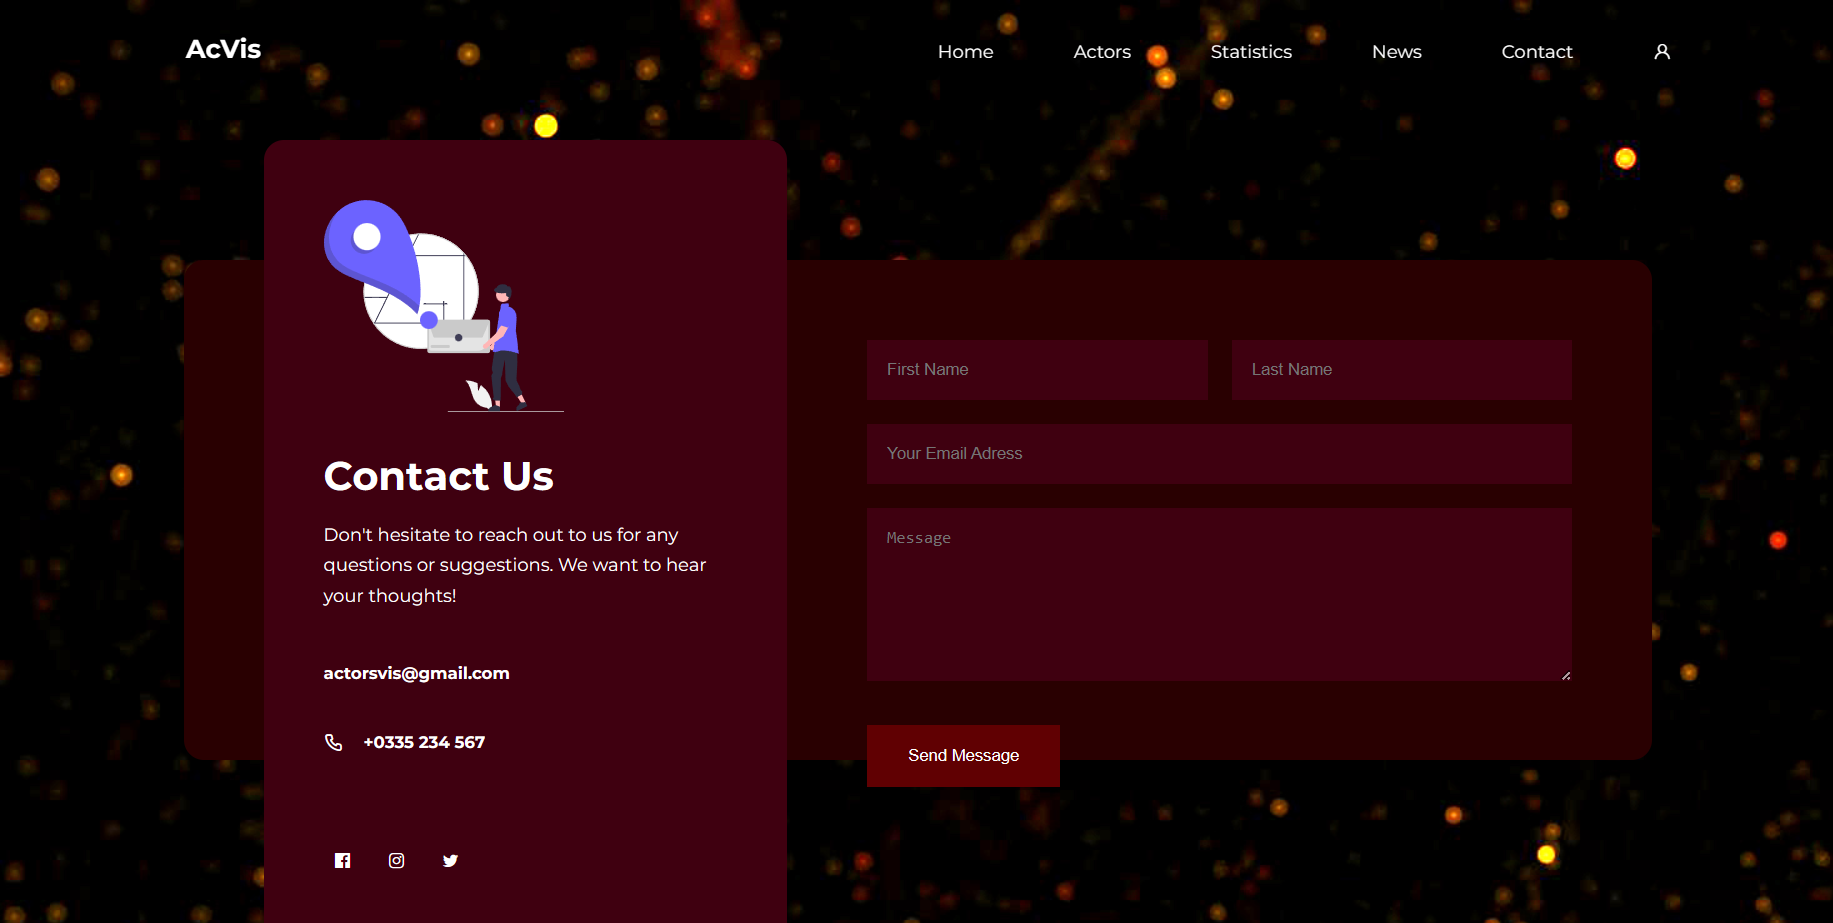 AcVis
Home Actors Statistics News Contact
Contact Us
Don't hesitate to reach out to us for any
questions or suggestions. We want to hear
your thoughts!
actorsvis@gmail.com
+0335 234 567
First Name
Last Name
Your Email Adress
Message
Send Message